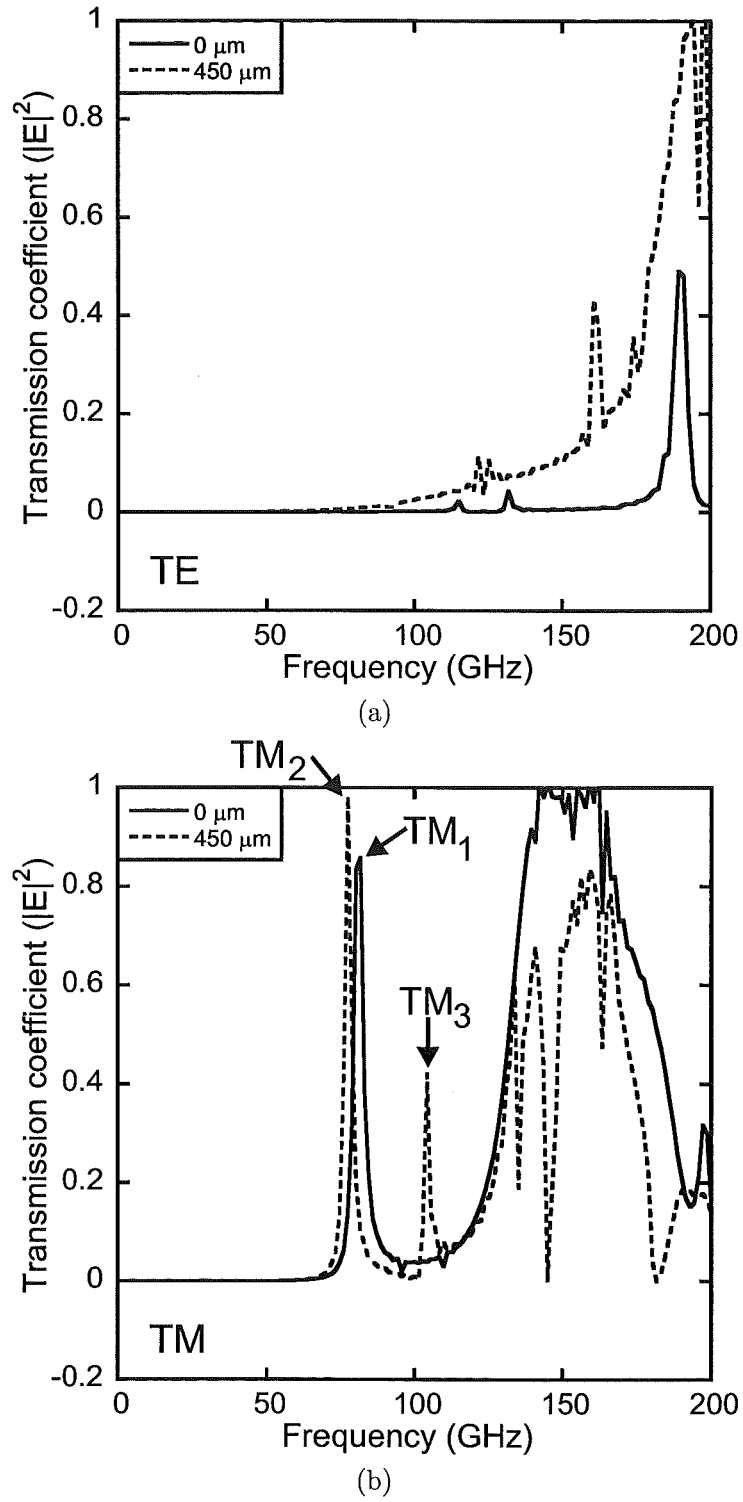 1
0 μm
450 μm
0.8
0.6
0.4
0.2
0
-0.2
Transmission coefficient (|E|²)
TE
0 50 100 150 200
Frequency (GHz)
(a)
TM₂
1
0 μm
450 μm
TM₁
0.8
0.6
TM₃
0.4
0.2
0
-0.2
Transmission coefficient (|E|²)
TM
0 50 100 150 200
Frequency (GHz)
(b)